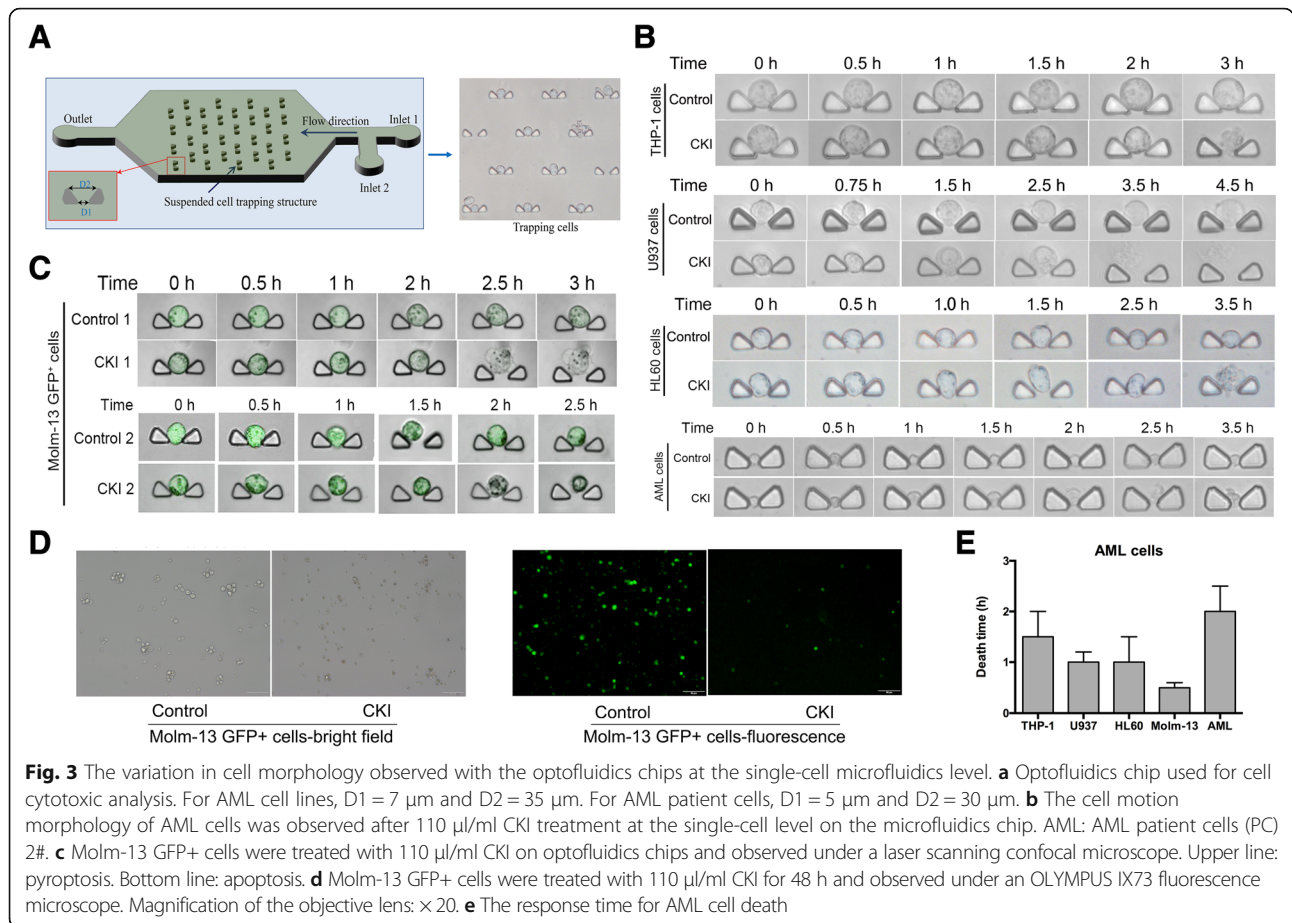 A
Outlet
Flow direction
Inlet 1
D2
D1
Inlet 2
Suspended cell trapping structure
Trapping cells
B
Time 0 h 0.5 h 1 h 1.5 h 2 h 3 h
THP-1 cells
Control
CKI
0 h 0.75 h 1.5 h 2.5 h 3.5 h 4.5 h
U937 cells
Control
CKI
Time 0 h 0.5 h 1.0 h 1.5 h 2.5 h 3.5 h
HL60 cells
Control
CKI
Time 0 h 0.5 h 1 h 1.5 h 2 h 2.5 h 3.5 h
AML cells
Control
CKI
C
Time 0 h 0.5 h 1 h 2 h 2.5 h 3 h
Molm-13 GFP+ cells
Control 1
CKI 1
Time 0 h 0.5 h 1 h 1.5 h 2 h 2.5 h
Control 2
CKI 2
D
Control CKI
Molm-13 GFP+ cells-bright field
Control CKI
Molm-13 GFP+ cells-fluorescence
E
AML cells
Death time (h)
3
2
1
0
THP-1 U937 HL60 Molm-13 AML
Fig. 3 The variation in cell morphology observed with the optofluidics chips at the single-cell microfluidics level. a Optofluidics chip used for cell
cytotoxic analysis. For AML cell lines, D1 = 7 μm and D2 = 35 μm. For AML patient cells, D1 = 5 μm and D2 = 30 μm. b The cell motion
morphology of AML cells was observed after 110 μl/ml CKI treatment at the single-cell level on the microfluidics chip. AML: AML patient cells (PC)
2#. c Molm-13 GFP+ cells were treated with 110 μl/ml CKI on optofluidics chips and observed under a laser scanning confocal microscope. Upper line:
pyroptosis. Bottom line: apoptosis. d Molm-13 GFP+ cells were treated with 110 μl/ml CKI for 48 h and observed under an OLYMPUS IX73 fluorescence
microscope. Magnification of the objective lens: × 20. e The response time for AML cell death